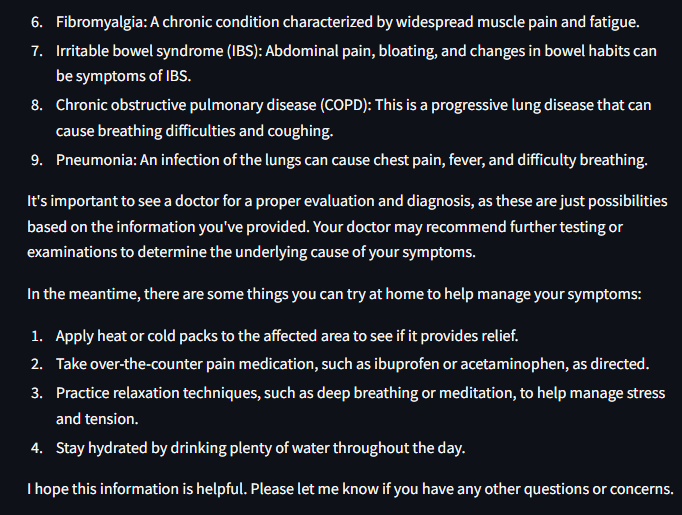 6. Fibromyalgia: A chronic condition characterized by widespread muscle pain and fatigue.
7. Irritable bowel syndrome (IBS): Abdominal pain, bloating, and changes in bowel habits can
be symptoms of IBS.
8. Chronic obstructive pulmonary disease (COPD): This is a progressive lung disease that can
cause breathing difficulties and coughing.
9. Pneumonia: An infection of the lungs can cause chest pain, fever, and difficulty breathing.
It's important to see a doctor for a proper evaluation and diagnosis, as these are just possibilities
based on the information you've provided. Your doctor may recommend further testing or
examinations to determine the underlying cause of your symptoms.
In the meantime, there are some things you can try at home to help manage your symptoms:
1. Apply heat or cold packs to the affected area to see if it provides relief.
2. Take over-the-counter pain medication, such as ibuprofen or acetaminophen, as directed.
3. Practice relaxation techniques, such as deep breathing or meditation, to help manage stress
and tension.
4. Stay hydrated by drinking plenty of water throughout the day.
I hope this information is helpful. Please let me know if you have any other questions or concerns.